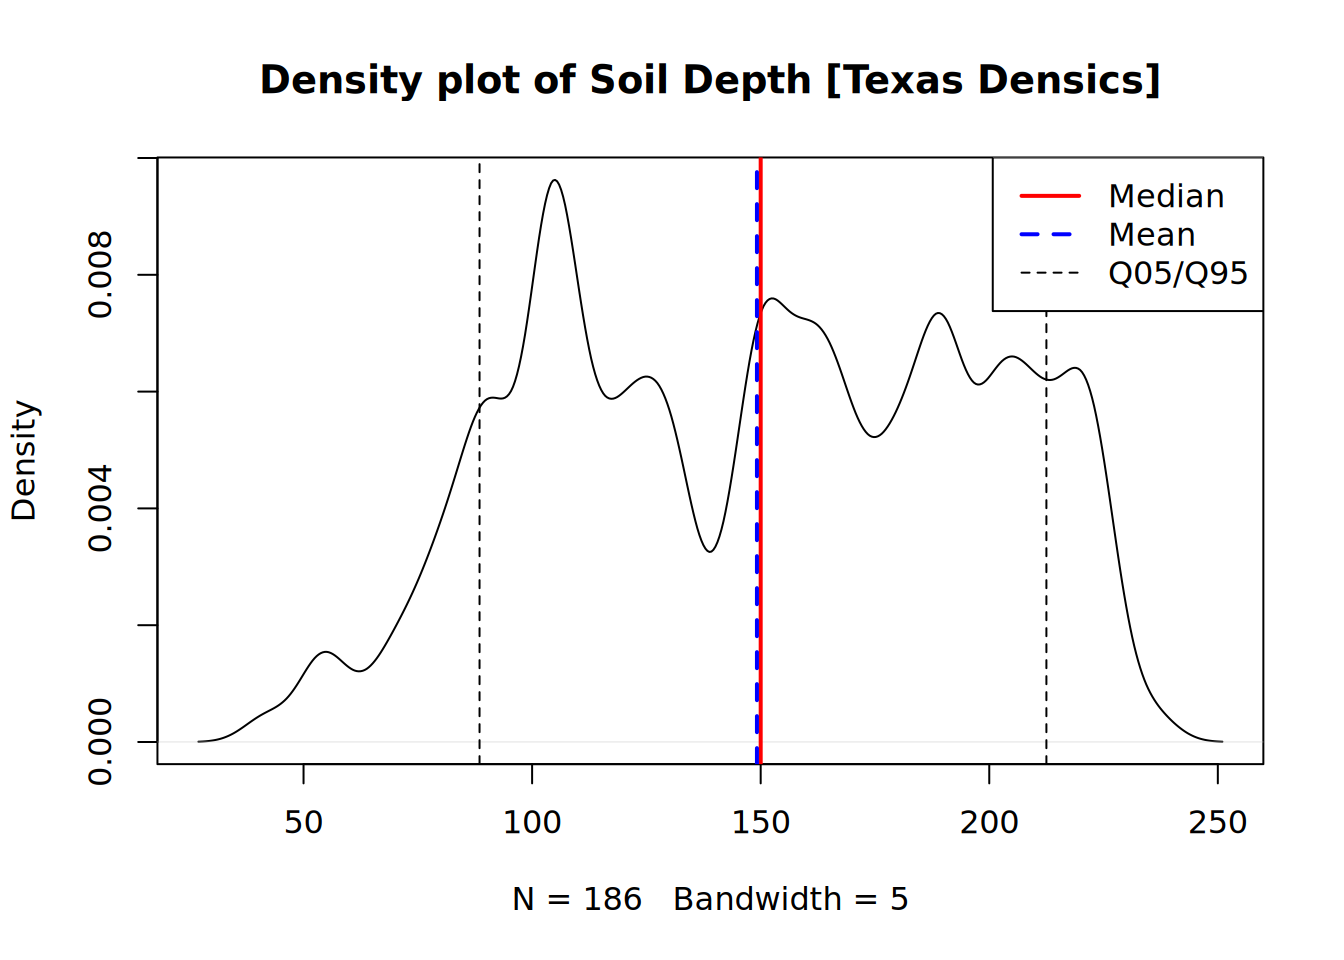 Density plot of Soil Depth [Texas Densics]
Median
Mean
Q05/Q95
Density
0.008
0.004
0.000
50 100 150 200 250
N = 186 Bandwidth = 5